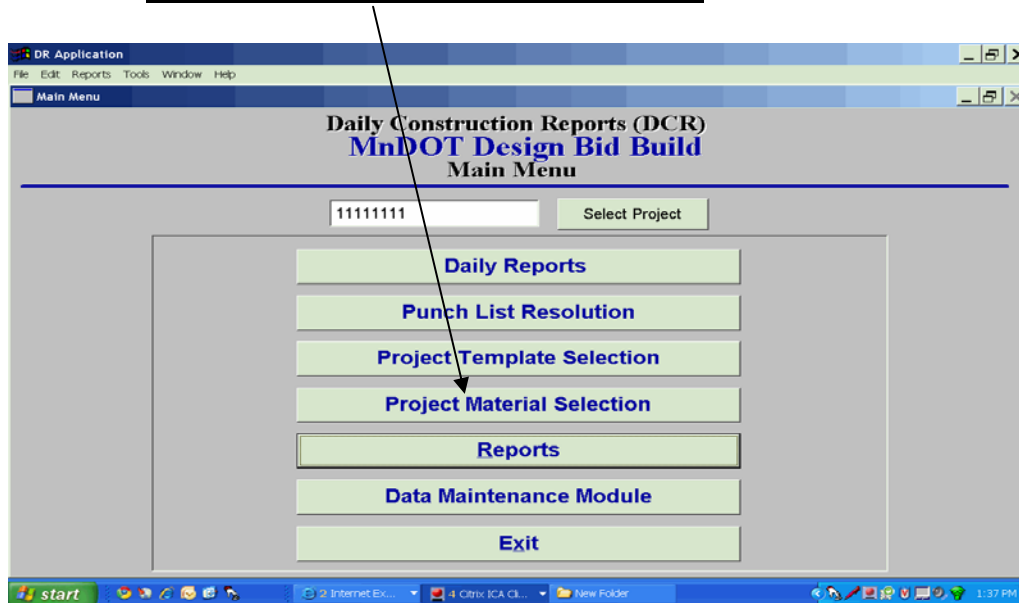 DR Application
File Edit Reports Tools Window Help
Main Menu
Daily Construction Reports (DCR)
MnDOT Design Bid Build
Main Menu
11111111 Select Project
Daily Reports
Punch List Resolution
Project Template Selection
Project Material Selection
Reports
Data Maintenance Module
Exit
start 2 Internet Ex... 4 Citrix ICA Cli... New Folder 1:37 PM